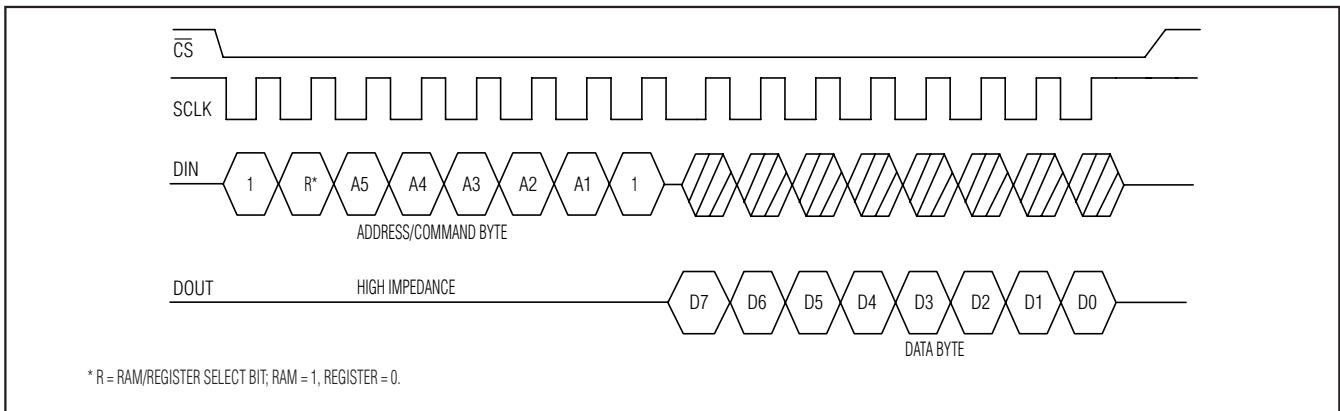 CS
SCLK
DIN
1 R* A5 A4 A3 A2 A1 1
ADDRESS/COMMAND BYTE
DOUT
HIGH IMPEDANCE
D7 D6 D5 D4 D3 D2 D1 D0
DATA BYTE
* R = RAM/REGISTER SELECT BIT; RAM = 1, REGISTER = 0.